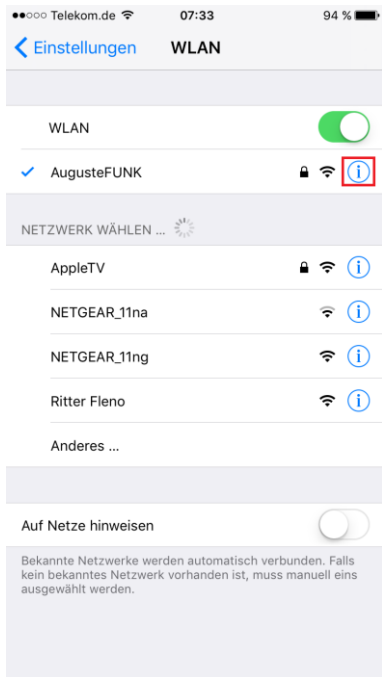 Telekom.de 07:33 94 %
Einstellungen WLAN
WLAN
AugusteFUNK
NETZWERK WÄHLEN ...
AppleTV
NETGEAR_11na
NETGEAR_11ng
Ritter Fleno
Anderes ...
Auf Netze hinweisen
Bekannte Netzwerke werden automatisch verbunden. Falls
kein bekanntes Netzwerk vorhanden ist, muss manuell eins
ausgewählt werden.